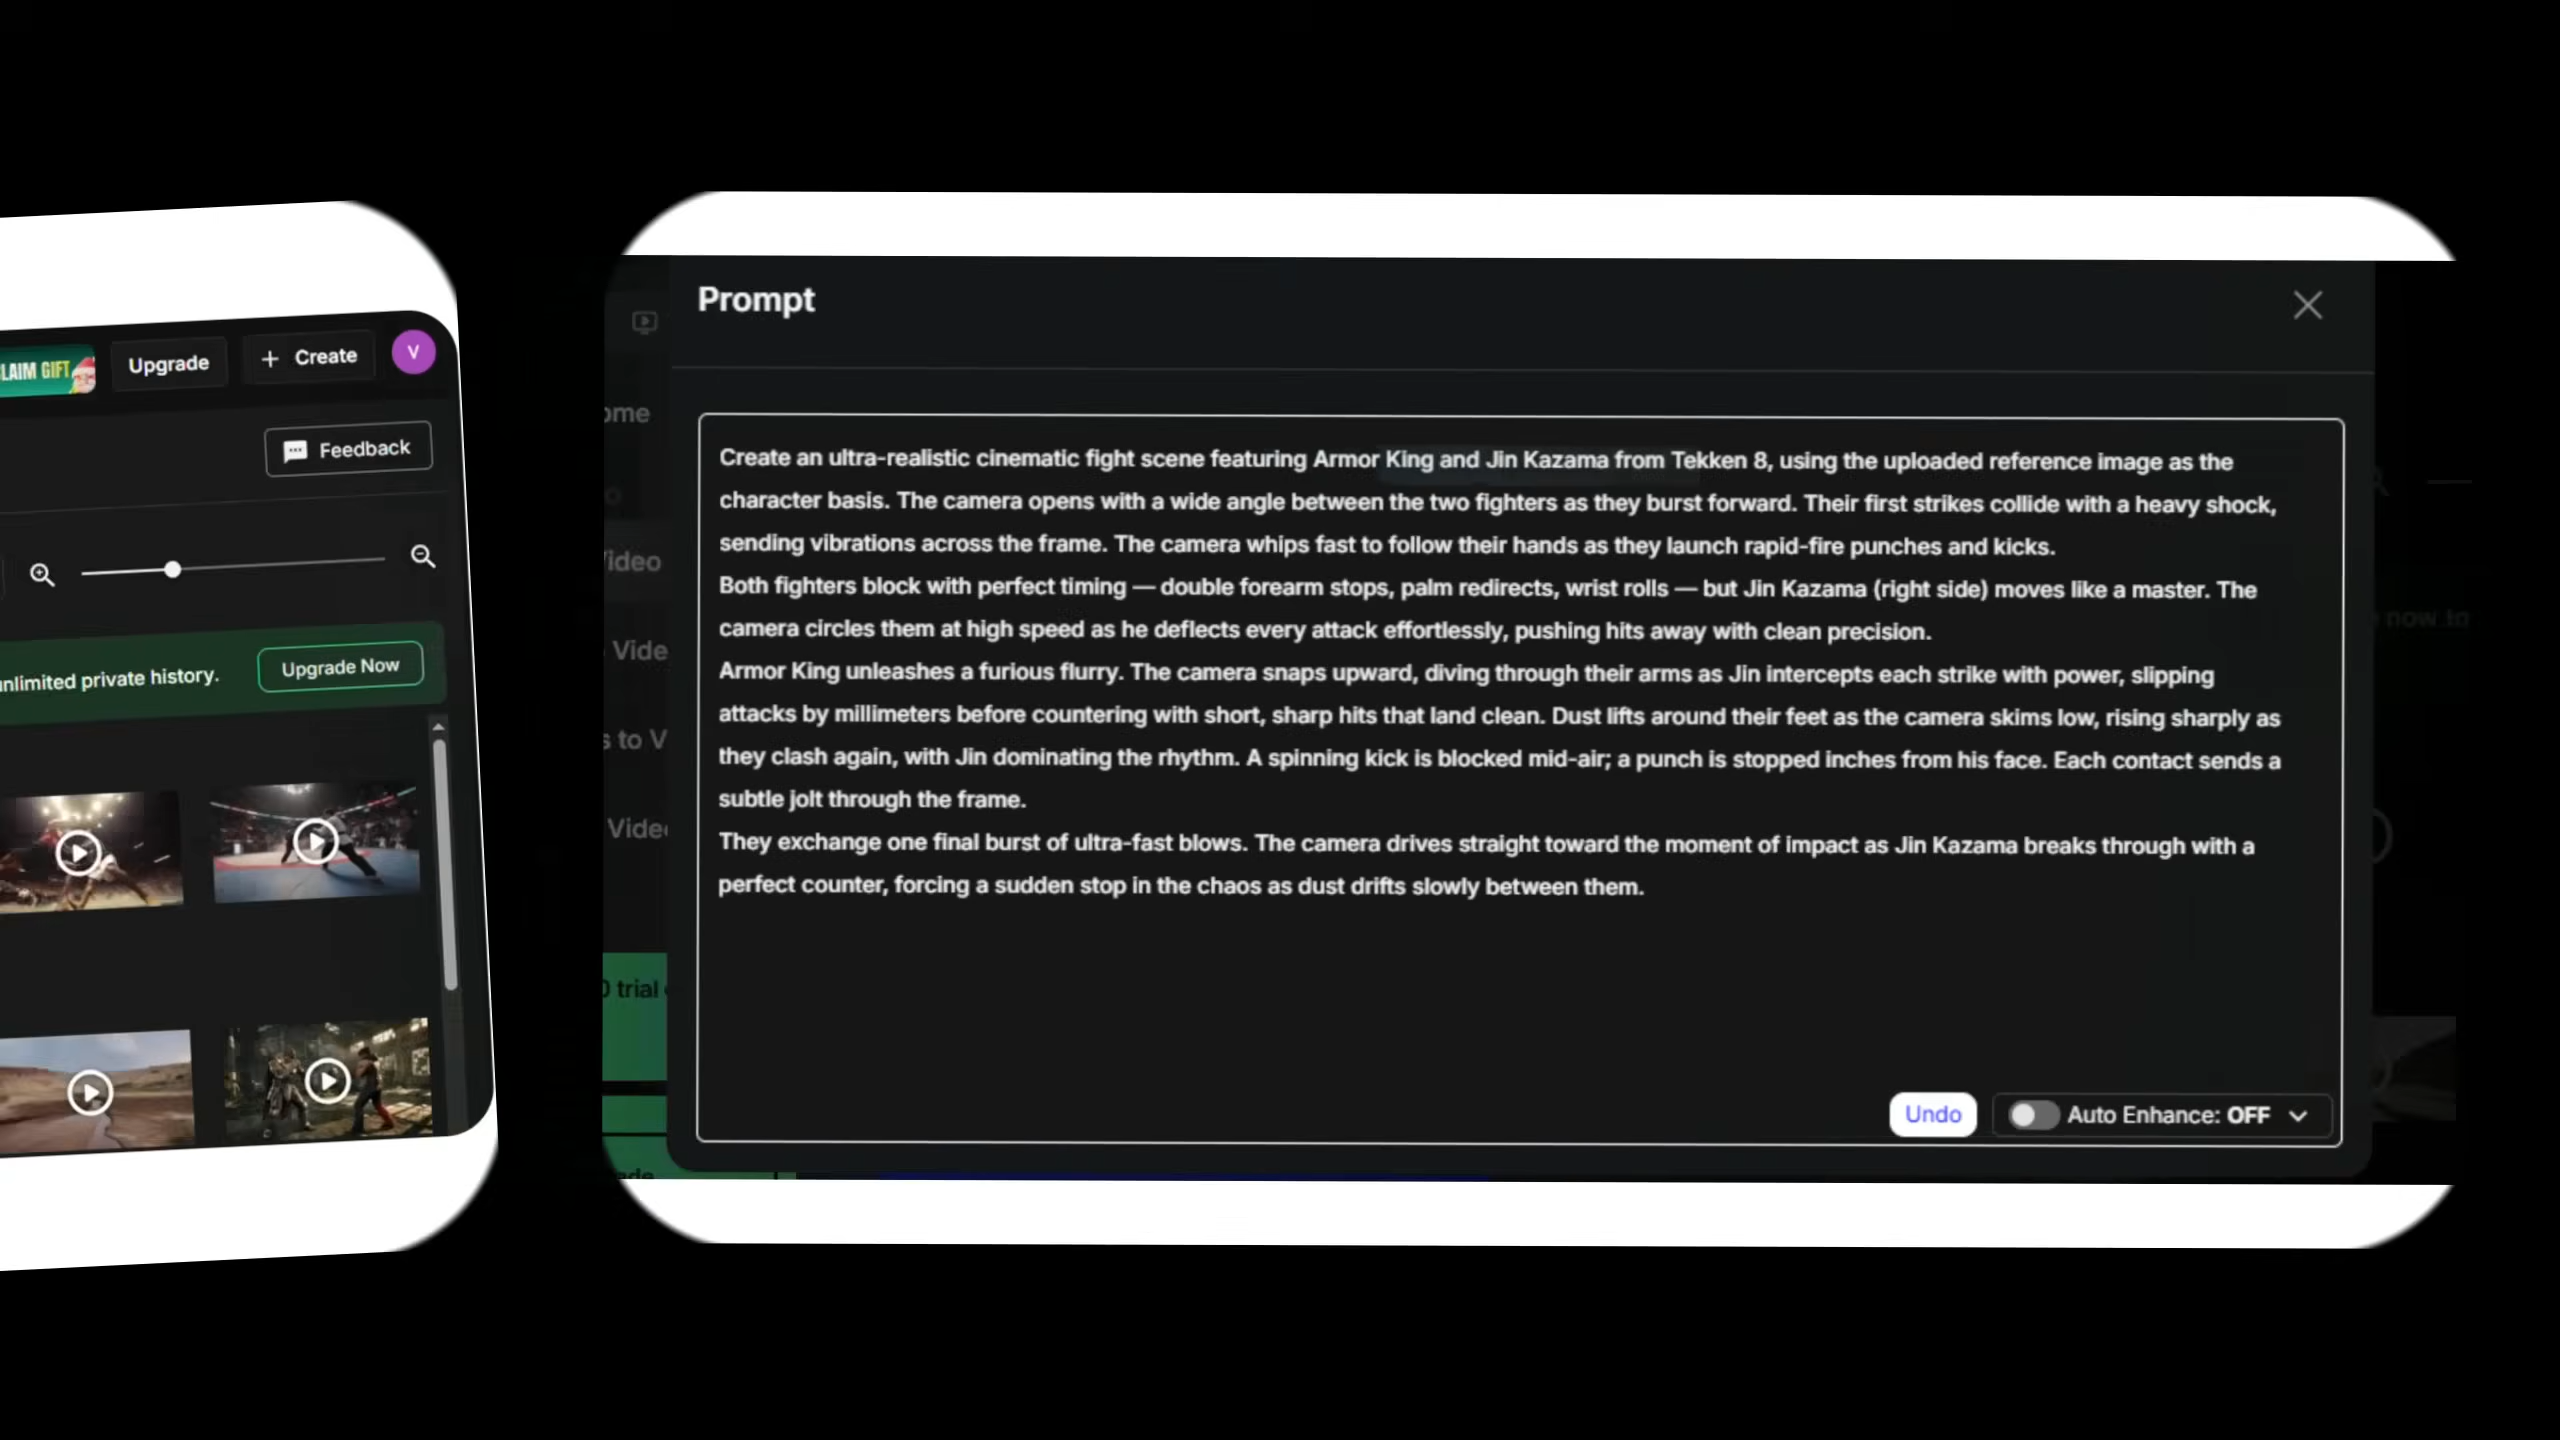 LAIM GIFT
Upgrade
+ Create
V
Feedback
unlimited private history.
Upgrade Now
Prompt
Create an ultra-realistic cinematic fight scene featuring Armor King and Jin Kazama from Tekken 8, using the uploaded reference image as the
character basis. The camera opens with a wide angle between the two fighters as they burst forward. Their first strikes collide with a heavy shock,
sending vibrations across the frame. The camera whips fast to follow their hands as they launch rapid-fire punches and kicks.
Both fighters block with perfect timing — double forearm stops, palm redirects, wrist rolls — but Jin Kazama (right side) moves like a master. The
camera circles them at high speed as he deflects every attack effortlessly, pushing hits away with clean precision.
Armor King unleashes a furious flurry. The camera snaps upward, diving through their arms as Jin intercepts each strike with power, slipping
attacks by millimeters before countering with short, sharp hits that land clean. Dust lifts around their feet as the camera skims low, rising sharply as
they clash again, with Jin dominating the rhythm. A spinning kick is blocked mid-air; a punch is stopped inches from his face. Each contact sends a
subtle jolt through the frame.
They exchange one final burst of ultra-fast blows. The camera drives straight toward the moment of impact as Jin Kazama breaks through with a
perfect counter, forcing a sudden stop in the chaos as dust drifts slowly between them.
Undo
Auto Enhance: OFF
ome
ideo
Vide
s to V
Vide
0 trial
now to